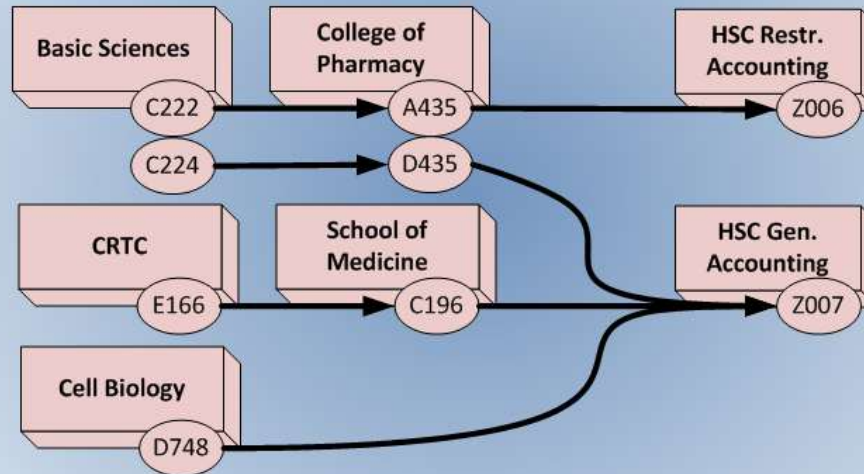 Basic Sciences
C222
C224
College of
Pharmacy
A435
D435
HSC Restr.
Accounting
Z006
CRTC
E166
School of
Medicine
C196
HSC Gen.
Accounting
Z007
Cell Biology
D748